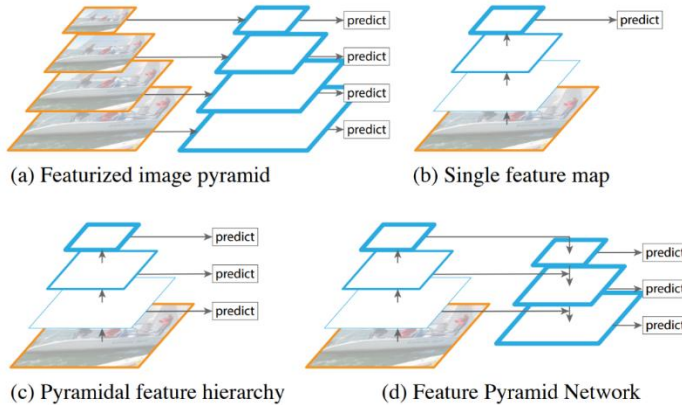 predict
predict
predict
predict
(a) Featurized image pyramid
predict
(b) Single feature map
predict
predict
predict
(c) Pyramidal feature hierarchy
predict
predict
predict
(d) Feature Pyramid Network